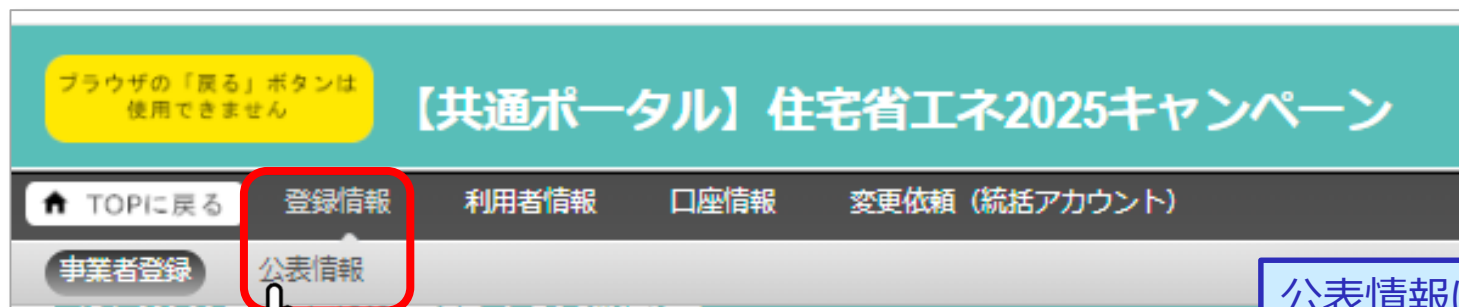 ブラウザの「戻る」ボタンは
使用できません
【共通ポータル】住宅省エネ2025キャンペーン
TOPに戻る 登録情報 利用者情報 口座情報 変更依頼（統括アカウント）
事業者登録 公表情報
公表情報